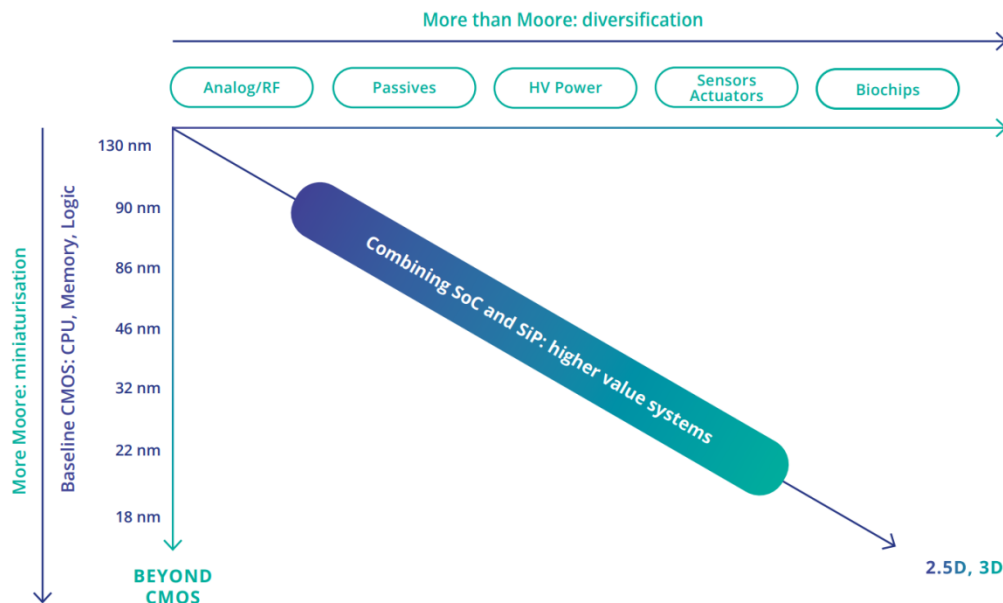 More than Moore: diversification
Analog/RF
Passives
HV Power
Sensors
Actuators
Biochips
More Moore: miniaturisation
Baseline CMOS: CPU, Memory, Logic
130 nm
90 nm
86 nm
46 nm
32 nm
22 nm
18 nm
Combining SoC and SiP: higher value systems
BEYOND
CMOS
2.5D, 3D